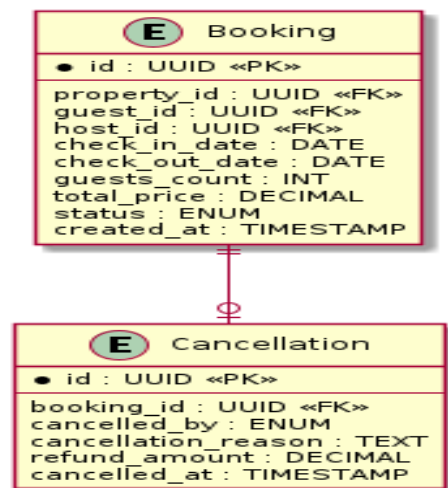 E Booking
id : UUID «PK»
property_id : UUID «FK»
guest_id : UUID «FK»
host_id : UUID «FK»
check_in_date : DATE
check_out_date : DATE
guests_count : INT
total_price : DECIMAL
status : ENUM
created_at : TIMESTAMP
E Cancellation
id : UUID «PK»
booking_id : UUID «FK»
cancelled_by : ENUM
cancellation_reason : TEXT
refund_amount : DECIMAL
cancelled_at : TIMESTAMP